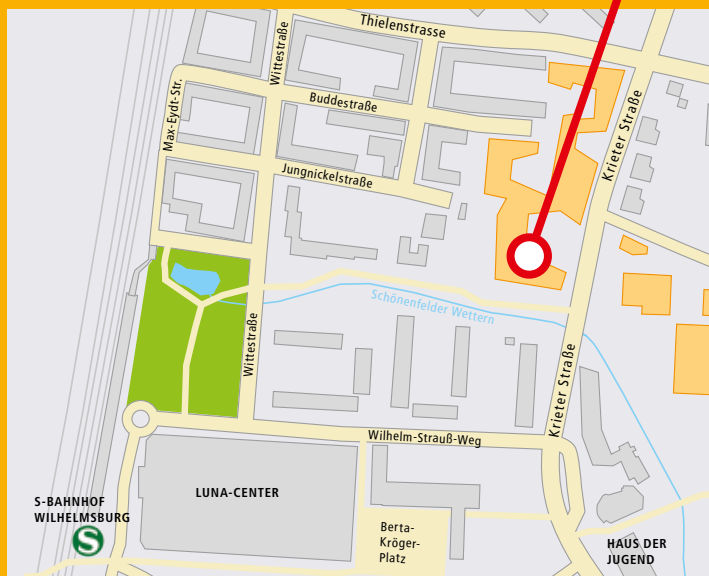 Thielenstrasse
Wittestraße
Max-Eydt-Str.
Buddestraße
Krieter Straße
Jungnickelstraße
Schönenfelder Wettern
Wittestraße
Krieter Straße
Wilhelm-Strauß-Weg
LUNA-CENTER
S-BAHNHOF
WILHELMSBURG
S
Berta-
Kröger-
Platz
HAUS DER
JUGEND